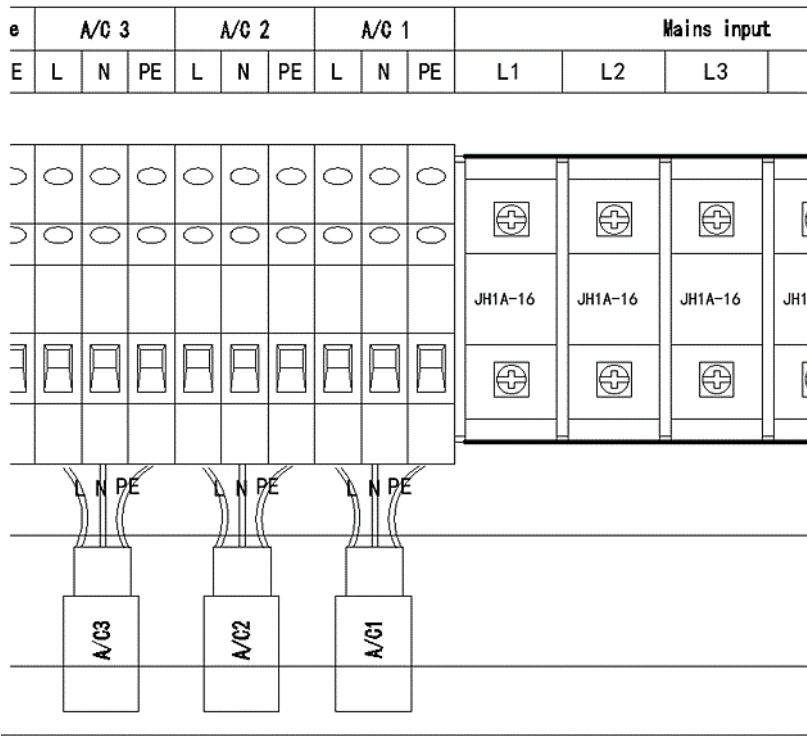 e A/C 3 A/C 2 A/C 1 Mains input
E L N PE L N PE L N PE L1 L2 L3
JH1A-16 JH1A-16 JH1A-16 JH1
L N PE L N PE L N PE
A/C3 A/C2 A/C1